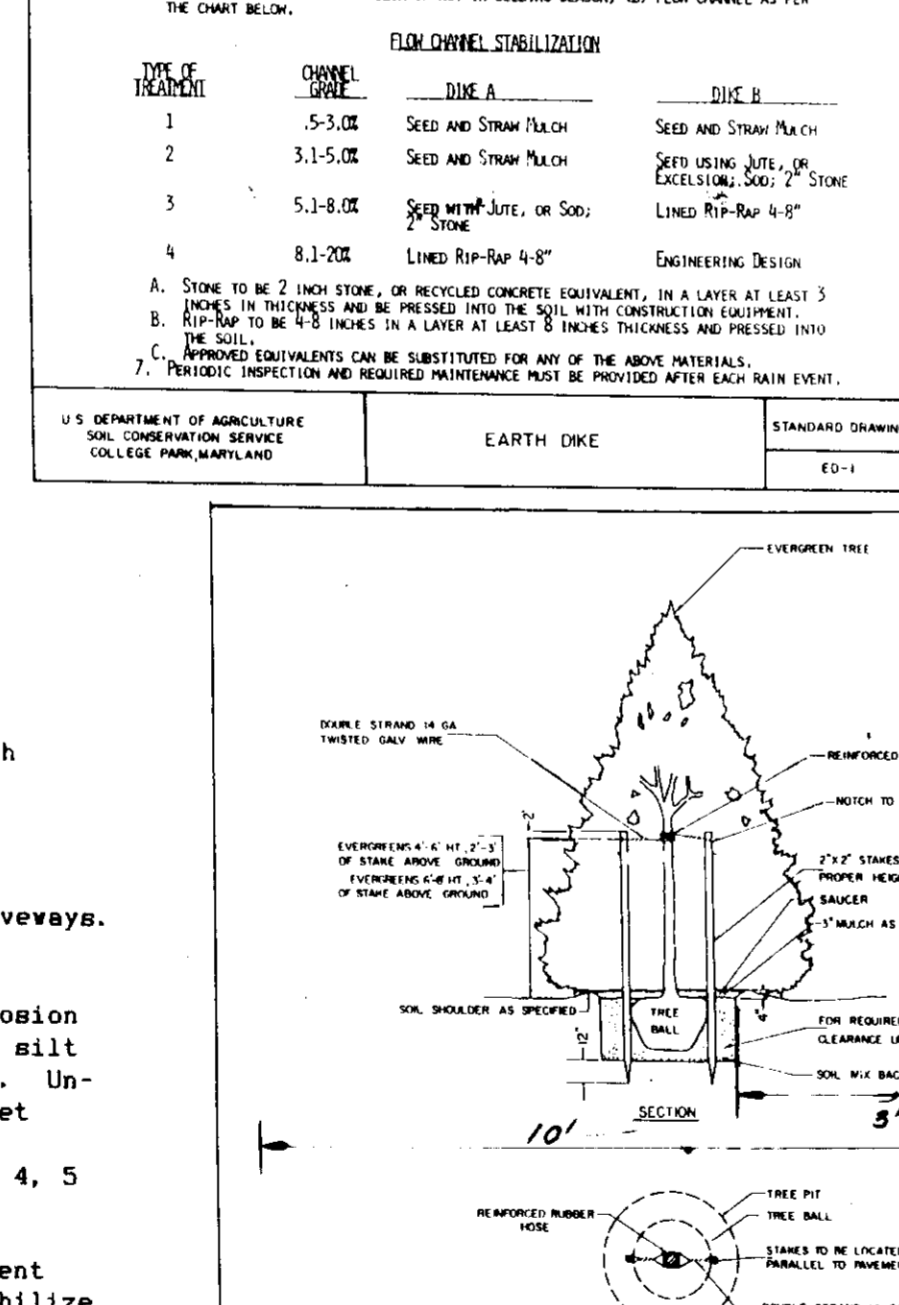 THE CHART BELOW.
FLOW CHANNEL STABILIZATION
TYPE OF TREATMENT CHANNEL GRADE DIKE A DIKE B
1 .5-3.0% SEED AND STRAW MULCH SEED AND STRAW MULCH
2 3.1-5.0% SEED AND STRAW MULCH SEED USING JUTE, OR
EXCELSIOR; SOD; 2" STONE
3 5.1-8.0% SEED WITH JUTE, OR SOD; LINED RIP-RAP 4-8"
2" STONE
4 8.1-20% LINED RIP-RAP 4-8" ENGINEERING DESIGN
A. STONE TO BE 2 INCH STONE, OR RECYCLED CONCRETE EQUIVALENT, IN A LAYER AT LEAST 3
INCHES IN THICKNESS AND BE PRESSED INTO THE SOIL WITH CONSTRUCTION EQUIPMENT.
B. RIP-RAP TO BE 4-8 INCHES IN A LAYER AT LEAST 8 INCHES THICKNESS AND PRESSED INTO
THE SOIL.
C. APPROVED EQUIVALENTS CAN BE SUBSTITUTED FOR ANY OF THE ABOVE MATERIALS.
7. PERIODIC INSPECTION AND REQUIRED MAINTENANCE MUST BE PROVIDED AFTER EACH RAIN EVENT.
U S DEPARTMENT OF AGRICULTURE
SOIL CONSERVATION SERVICE
COLLEGE PARK, MARYLAND
EARTH DIKE
STANDARD DRAWIN
ED-1
EVERGREEN TREE
DOUBLE STRAND 14 GA
TWISTED GALV WIRE
REINFORCED
NOTCH TO
2"
EVERGREENS 4'-6' HT, 2'-3'
OF STAKE ABOVE GROUND
EVERGREENS 6'-8' HT, 3'-4'
OF STAKE ABOVE GROUND
2"X2" STAKES
PROPER HEIG
SAUCER
3" MULCH AS
SOIL SHOULDER AS SPECIFIED
TREE
BALL
4"
12"
FOR REQUIRE
CLEARANCE
SOIL MIX BAC
SECTION
10'
3'
TREE PIT
TREE BALL
REINFORCED RUBBER
HOSE
STAKES TO BE LOCATE
PARALLEL TO PAVEME
h
veways.
osion
silt
. Un-
et
4, 5
ent
bilize